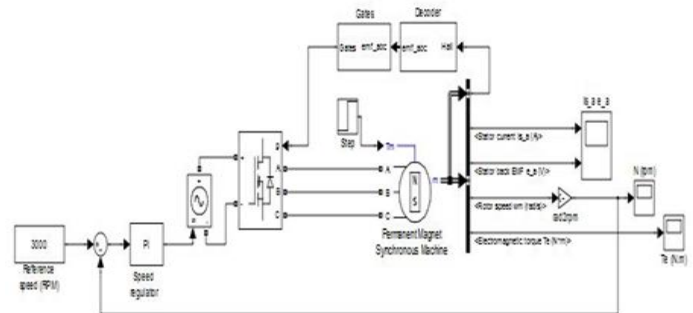 Gates
Decoder
Gates emf_abc
emf_abc Hall
Step
Tm
g
A
B
C
+
-
A
B
C
N
S
m
Permanent Magnet
Synchronous Machine
<Stator current is_a (A)>
<Stator back EMF e_a (V)>
<Rotor speed wm (rad/s)>
<Electromagnetic torque Te (N*m)>
is_a e_a
N (rpm)
rad2rpm
Te (N.m)
3000
Reference
speed (RPM)
PI
Speed
regulator